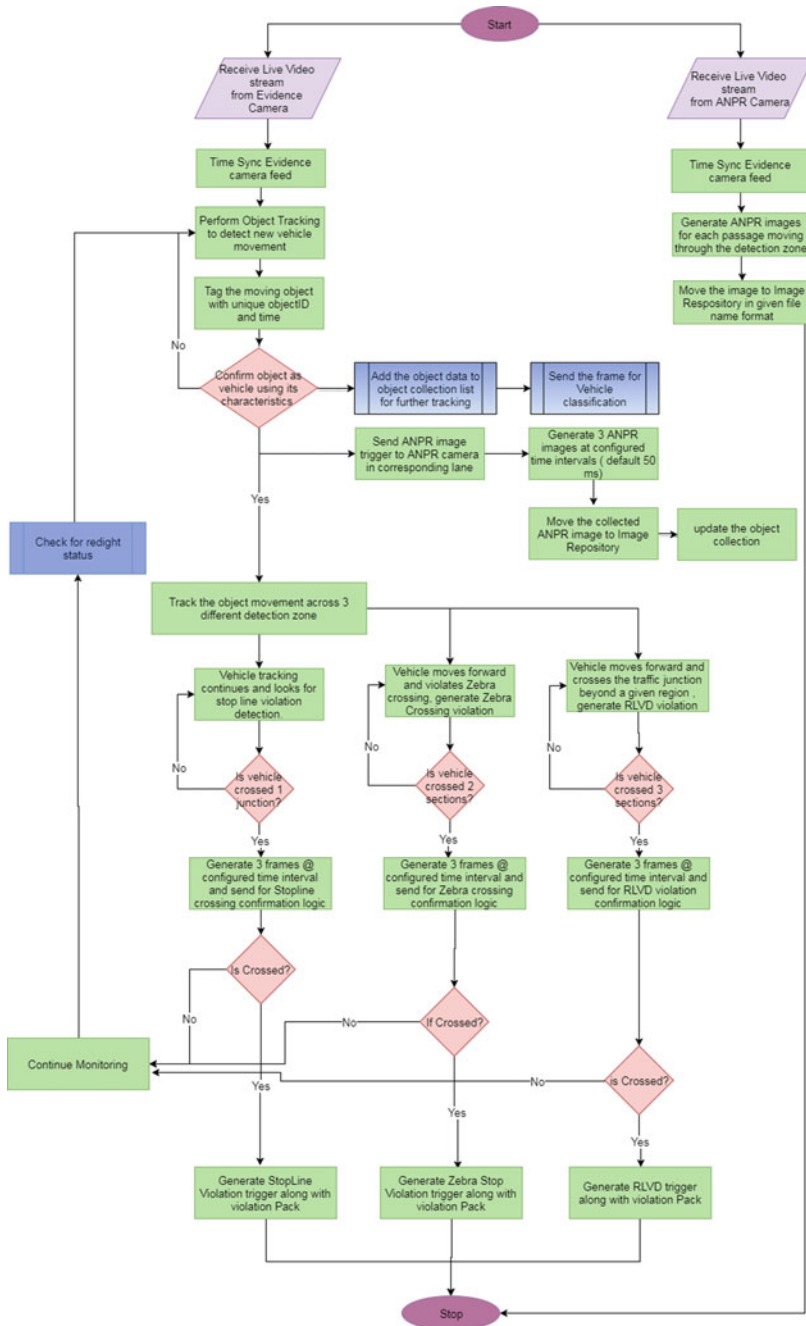 Start
Receive Live Video
stream
from Evidence
Camera
Receive Live Video
stream
from ANPR Camera
Time Sync Evidence
camera feed
Time Sync Evidence
camera feed
Perform Object Tracking
to detect new vehicle
movement
Generate ANPR images
for each passage moving
through the detection zone
Tag the moving object
with unique objectID
and time
Move the image to Image
Respository in given file
name format
No
Confirm object as
vehicle using its
characteristics
Add the object data to
object collection list
for further tracking
Send the frame for
Vehicle
classification
Send ANPR image
trigger to ANPR camera
in corresponding lane
Generate 3 ANPR
images at configured
time intervals ( default 50
ms)
Yes
Check for redight
status
Move the collected
ANPR image to Image
Repository
update the object
collection
Track the object movement across 3
different detection zone
Vehicle tracking
continues and looks for
stop line violation
detection.
Vehicle moves forward
and violates Zebra
crossing, generate Zebra
Crossing violation
Vehicle moves forward and
crosses the traffic junction
beyond a given region ,
generate RLVD violation
No
No
No
Is vehicle
crossed 1
junction?
Is vehicle
crossed 2
sections?
Is vehicle
crossed 3
sections?
Yes
Yes
Yes
Generate 3 frames @
configured time interval
and send for Stopline
crossing confirmation logic
Generate 3 frames @
configured time interval and
send for Zebra crossing
confirmation logic
Generate 3 frames @
configured time interval and
send for RLVD violation
confirmation logic
Is Crossed?
No
If Crossed?
No
Continue Monitoring
is Crossed?
No
Yes
Yes
Yes
Generate StopLine
Violation trigger along with
violation Pack
Generate Zebra Stop
Violation trigger along with
violation Pack
Generate RLVD trigger
along with violation Pack
Stop